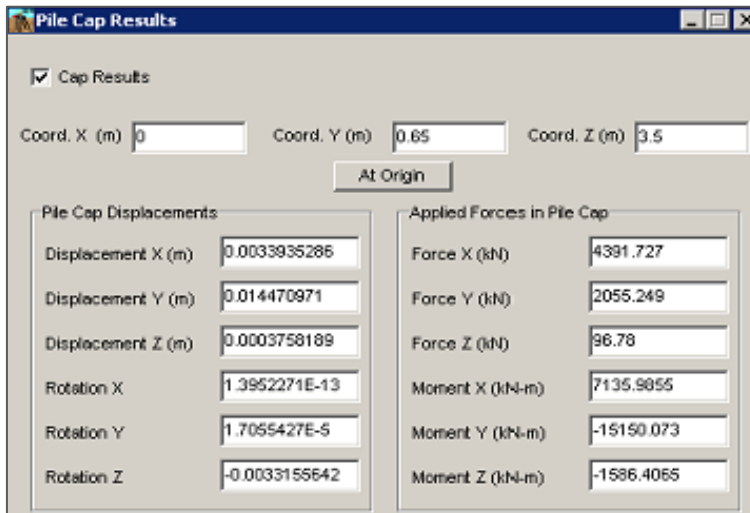 Pile Cap Results
Cap Results
Coord. X (m) 0 Coord. Y (m) 0.65 Coord. Z (m) 3.5
At Origin
Pile Cap Displacements Applied Forces in Pile Cap
Displacement X (m) 0.0033935286 Force X (kN) 4391.727
Displacement Y (m) 0.014470971 Force Y (kN) 2055.249
Displacement Z (m) 0.0003758189 Force Z (kN) 96.78
Rotation X 1.3952271E-13 Moment X (kN-m) 7135.9855
Rotation Y 1.7055427E-5 Moment Y (kN-m) -15150.073
Rotation Z -0.0033155642 Moment Z (kN-m) -1586.4065